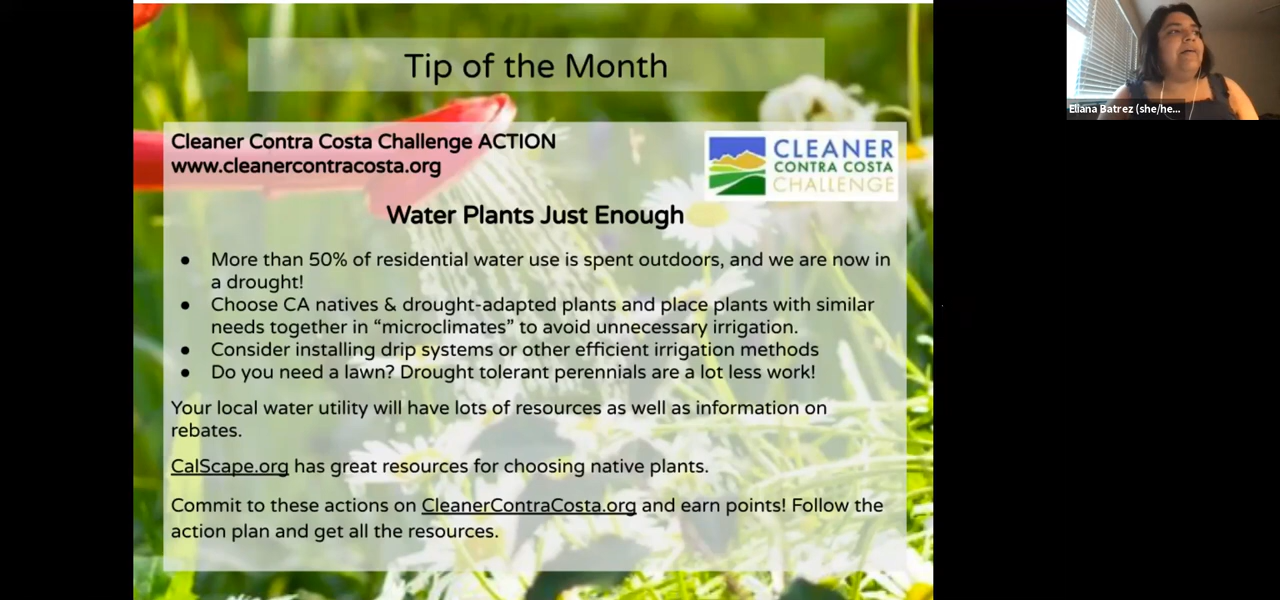 Tip of the Month
Cleaner Contra Costa Challenge ACTION
www.cleanercontracosta.org
CLEANER
CONTRA COSTA
CHALLENGE
Water Plants Just Enough
● More than 50% of residential water use is spent outdoors, and we are now in
a drought!
● Choose CA natives & drought-adapted plants and place plants with similar
needs together in “microclimates” to avoid unnecessary irrigation.
● Consider installing drip systems or other efficient irrigation methods
● Do you need a lawn? Drought tolerant perennials are a lot less work!
Your local water utility will have lots of resources as well as information on
rebates.
CalScape.org has great resources for choosing native plants.
Commit to these actions on CleanerContraCosta.org and earn points! Follow the
action plan and get all the resources.
Eliana Batrez (she/he...